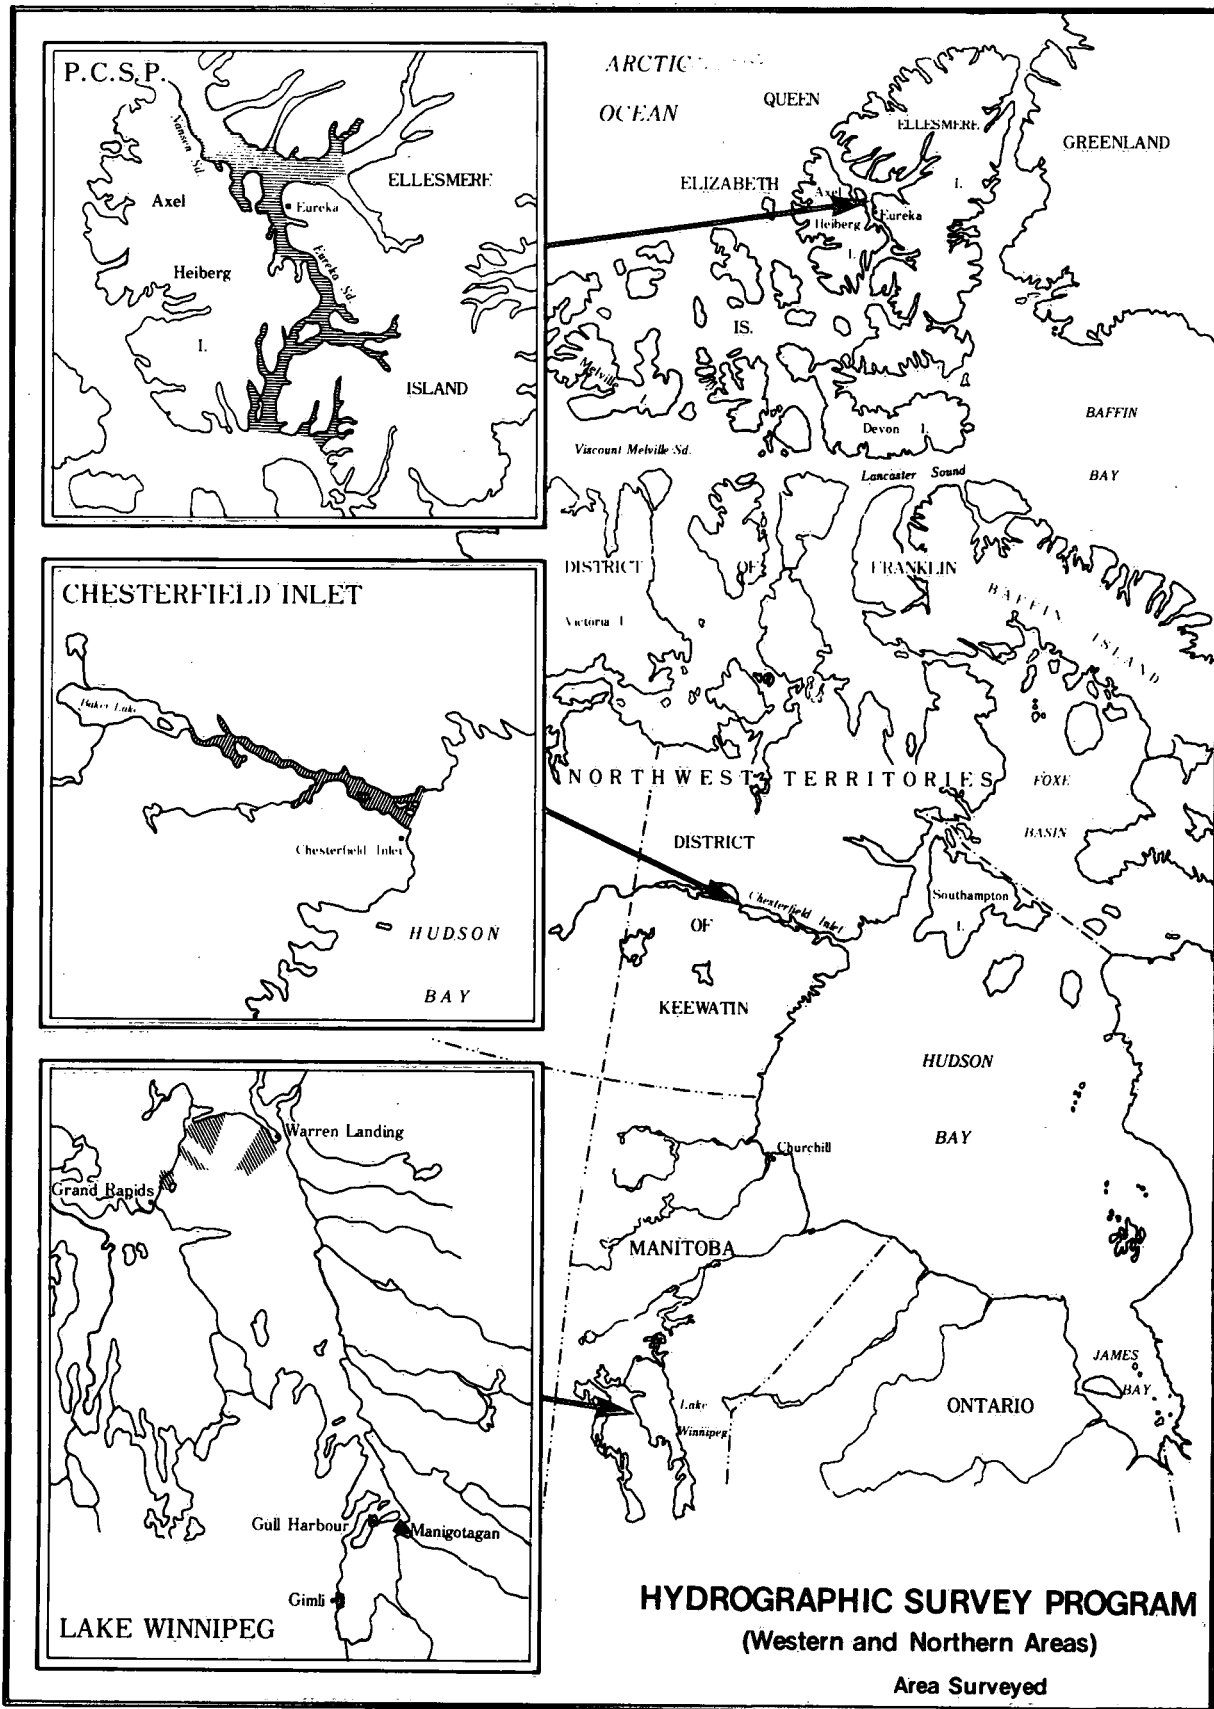 P.C.S.P.
Nansen Sd.
Axel
ELLESMERE
Eureka
Eureka Sd.
Heiberg
I.
ISLAND
CHESTERFIELD INLET
Baker Lake
Chesterfield Inlet
HUDSON
BAY
Warren Landing
Grand Rapids
Gull Harbour
Manigotagan
Gimli
LAKE WINNIPEG
ARCTIC
OCEAN
QUEEN
ELLESMERE
GREENLAND
ELIZABETH
Axel
I.
Eureka
Heiberg
I.
IS.
Melville
I.
BAFFIN
Devon I.
Viscount Melville Sd.
Lancaster Sound
BAY
DISTRICT OF FRANKLIN
BAFFIN ISLAND
Victoria I.
NORTHWEST TERRITORIES
FOXE
BASIN
DISTRICT
Chesterfield Inlet
Southampton
I.
OF
KEEWATIN
HUDSON
BAY
Churchill
MANITOBA
JAMES
BAY
Lake
Winnipeg
ONTARIO
HYDROGRAPHIC SURVEY PROGRAM
(Western and Northern Areas)
Area Surveyed